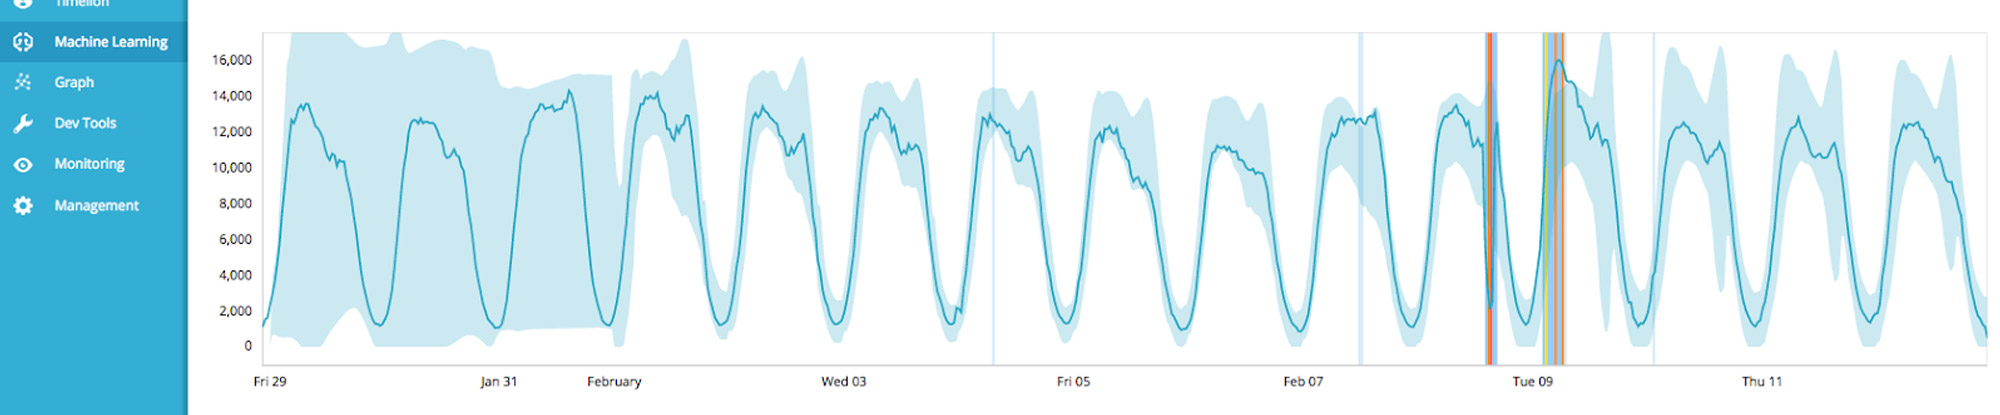 Timelion
Machine Learning
Graph
Dev Tools
Monitoring
Management
16,000
14,000
12,000
10,000
8,000
6,000
4,000
2,000
0
Fri 29
Jan 31
February
Wed 03
Fri 05
Feb 07
Tue 09
Thu 11